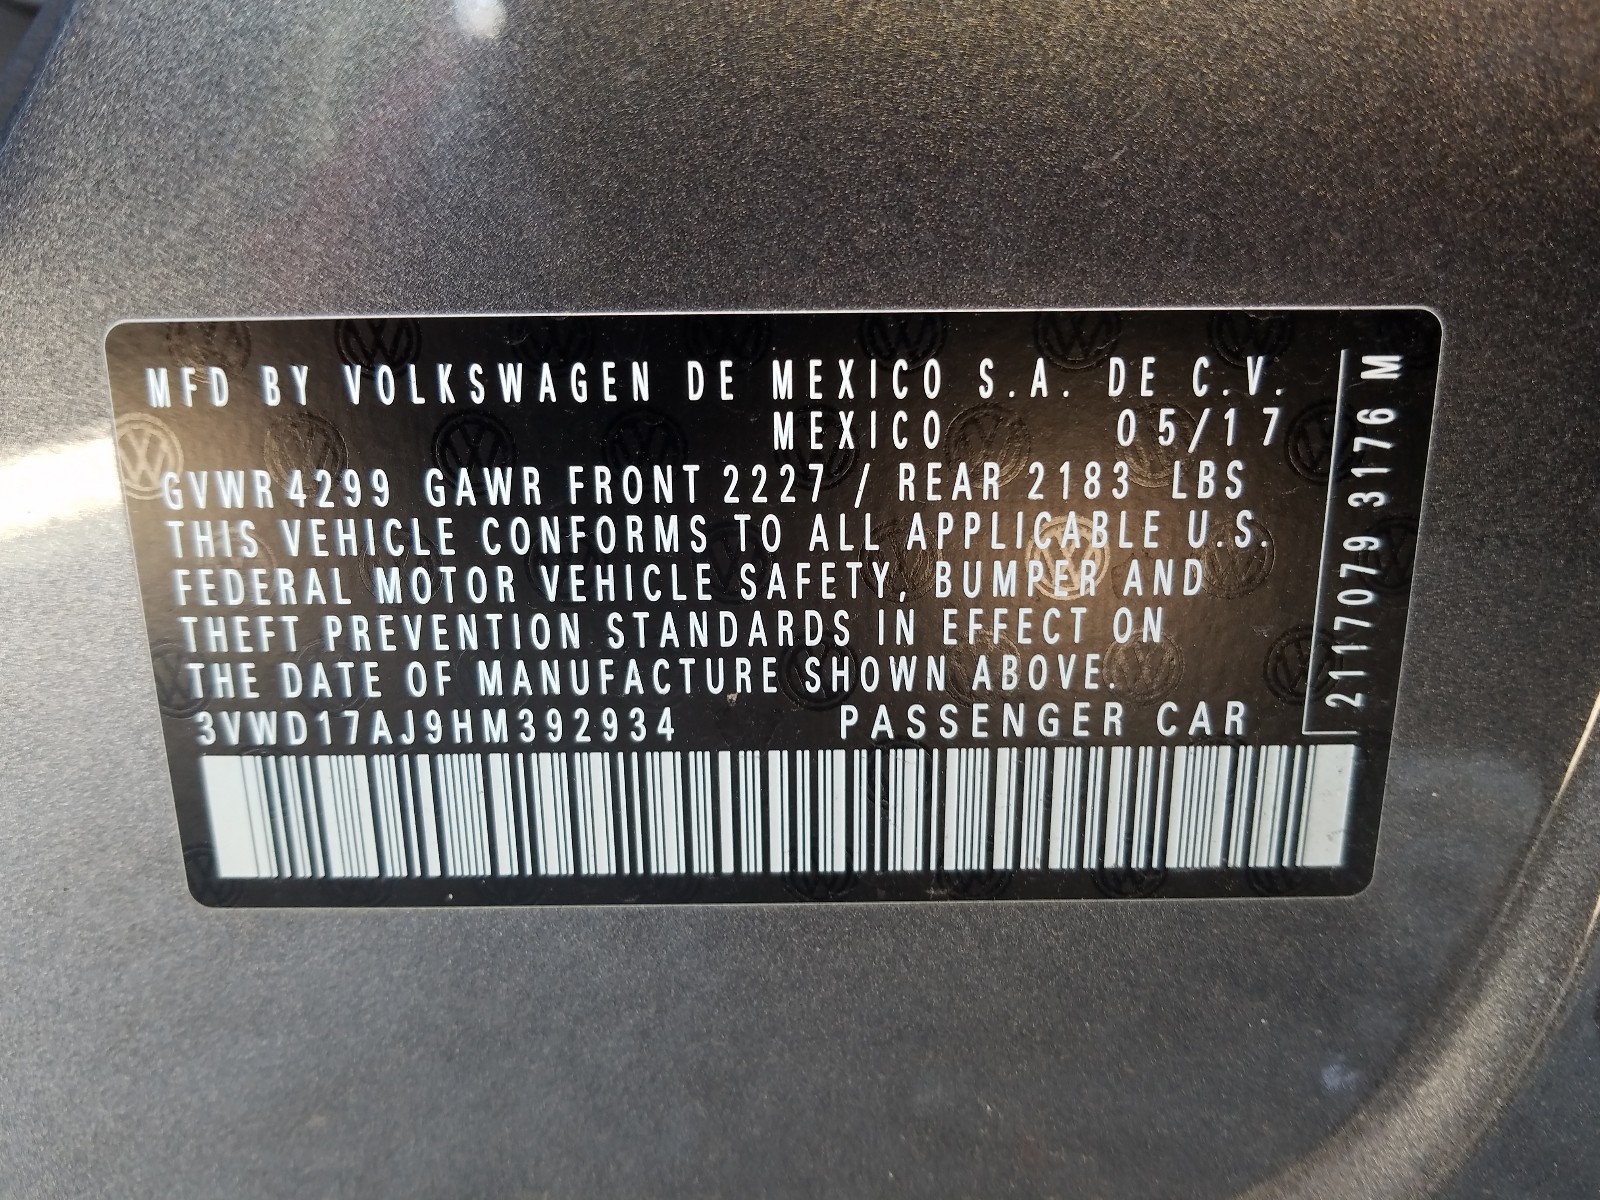 MFD BY VOLKSWAGEN DE MEXICO S.A. DE C.V.
MEXICO 05/17
GVWR 4299 GAWR FRONT 2227 / REAR 2183 LBS
THIS VEHICLE CONFORMS TO ALL APPLICABLE U.S.
FEDERAL MOTOR VEHICLE SAFETY, BUMPER AND
THEFT PREVENTION STANDARDS IN EFFECT ON
THE DATE OF MANUFACTURE SHOWN ABOVE.
3VWD17AJ9HM392934 PASSENGER CAR
2117079 3176 M